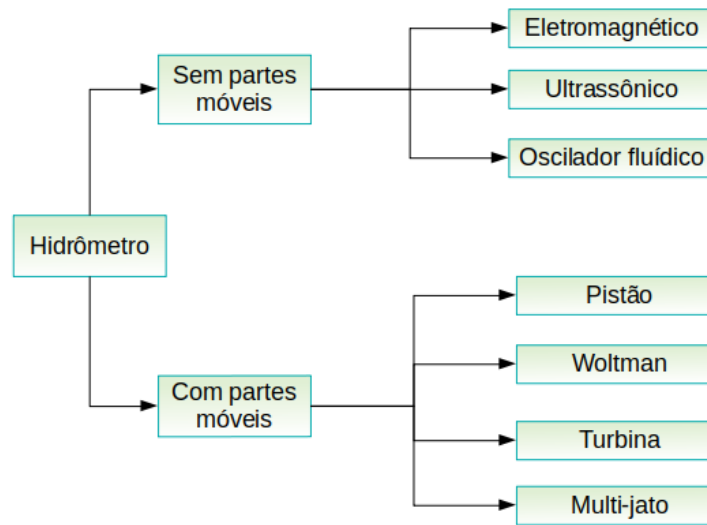 Hidrômetro
Sem partes
móveis
Eletromagnético
Ultrassônico
Oscilador fluídico
Com partes
móveis
Pistão
Woltman
Turbina
Multi-jato